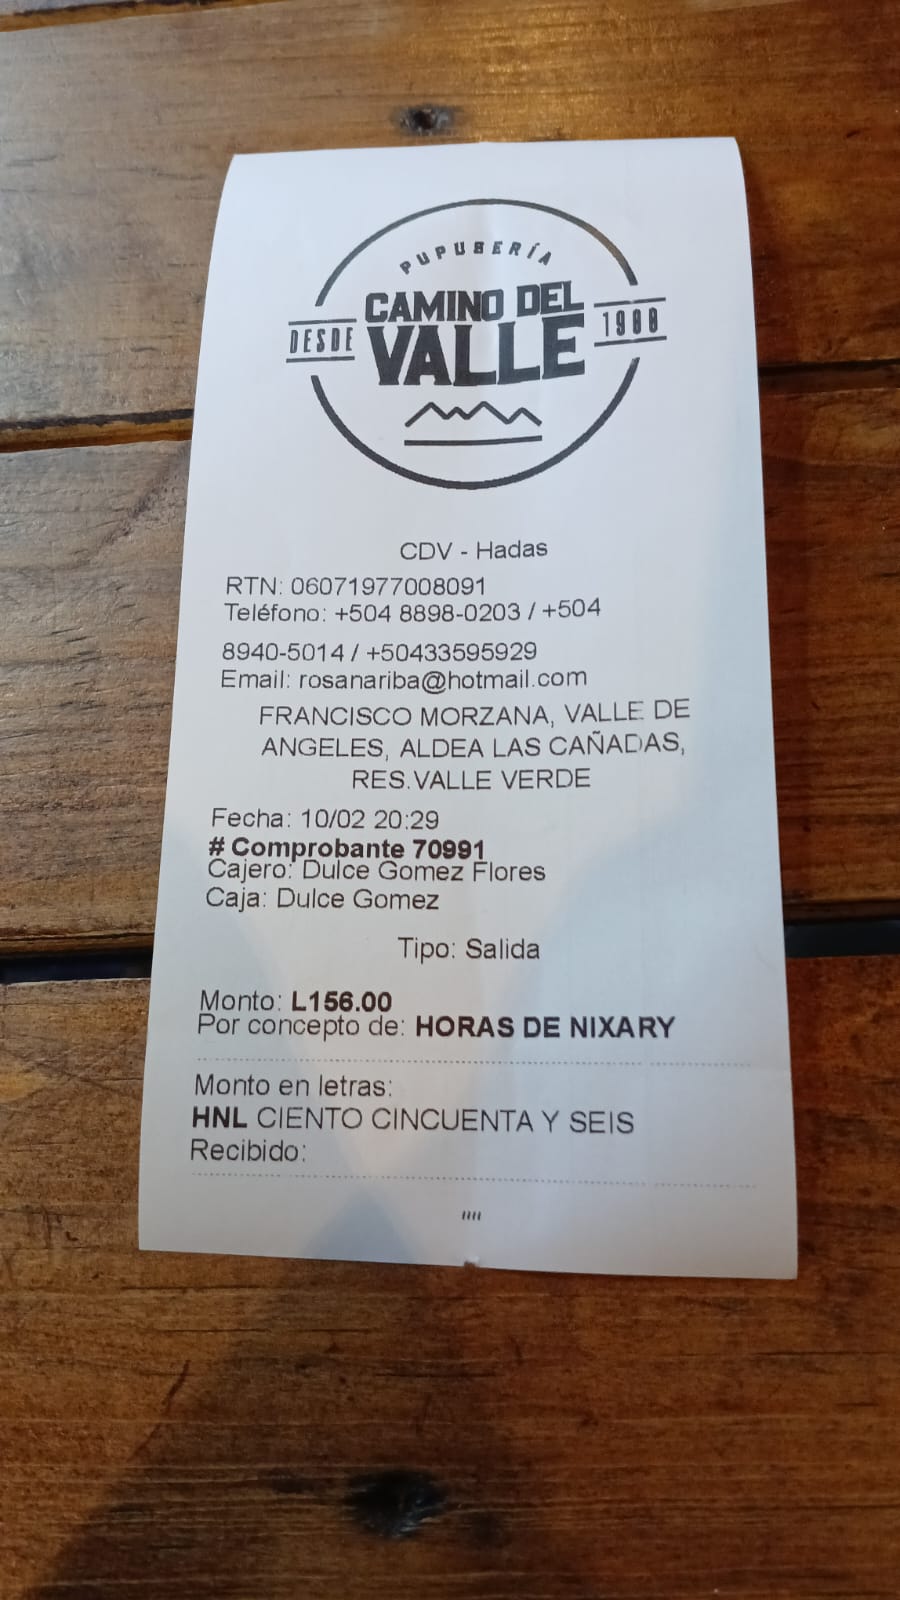 PUPUSERÍA
CAMINO DEL
DESDE VALLE 1988
CDV - Hadas
RTN: 06071977008091
Teléfono: +504 8898-0203 / +504
8940-5014 / +50433595929
Email: rosanariba@hotmail.com
FRANCISCO MORZANA, VALLE DE
ANGELES, ALDEA LAS CAÑADAS,
RES.VALLE VERDE
Fecha: 10/02 20:29
# Comprobante 70991
Cajero: Dulce Gomez Flores
Caja: Dulce Gomez
Tipo: Salida
Monto: L156.00
Por concepto de: HORAS DE NIXARY
Monto en letras:
HNL CIENTO CINCUENTA Y SEIS
Recibido: